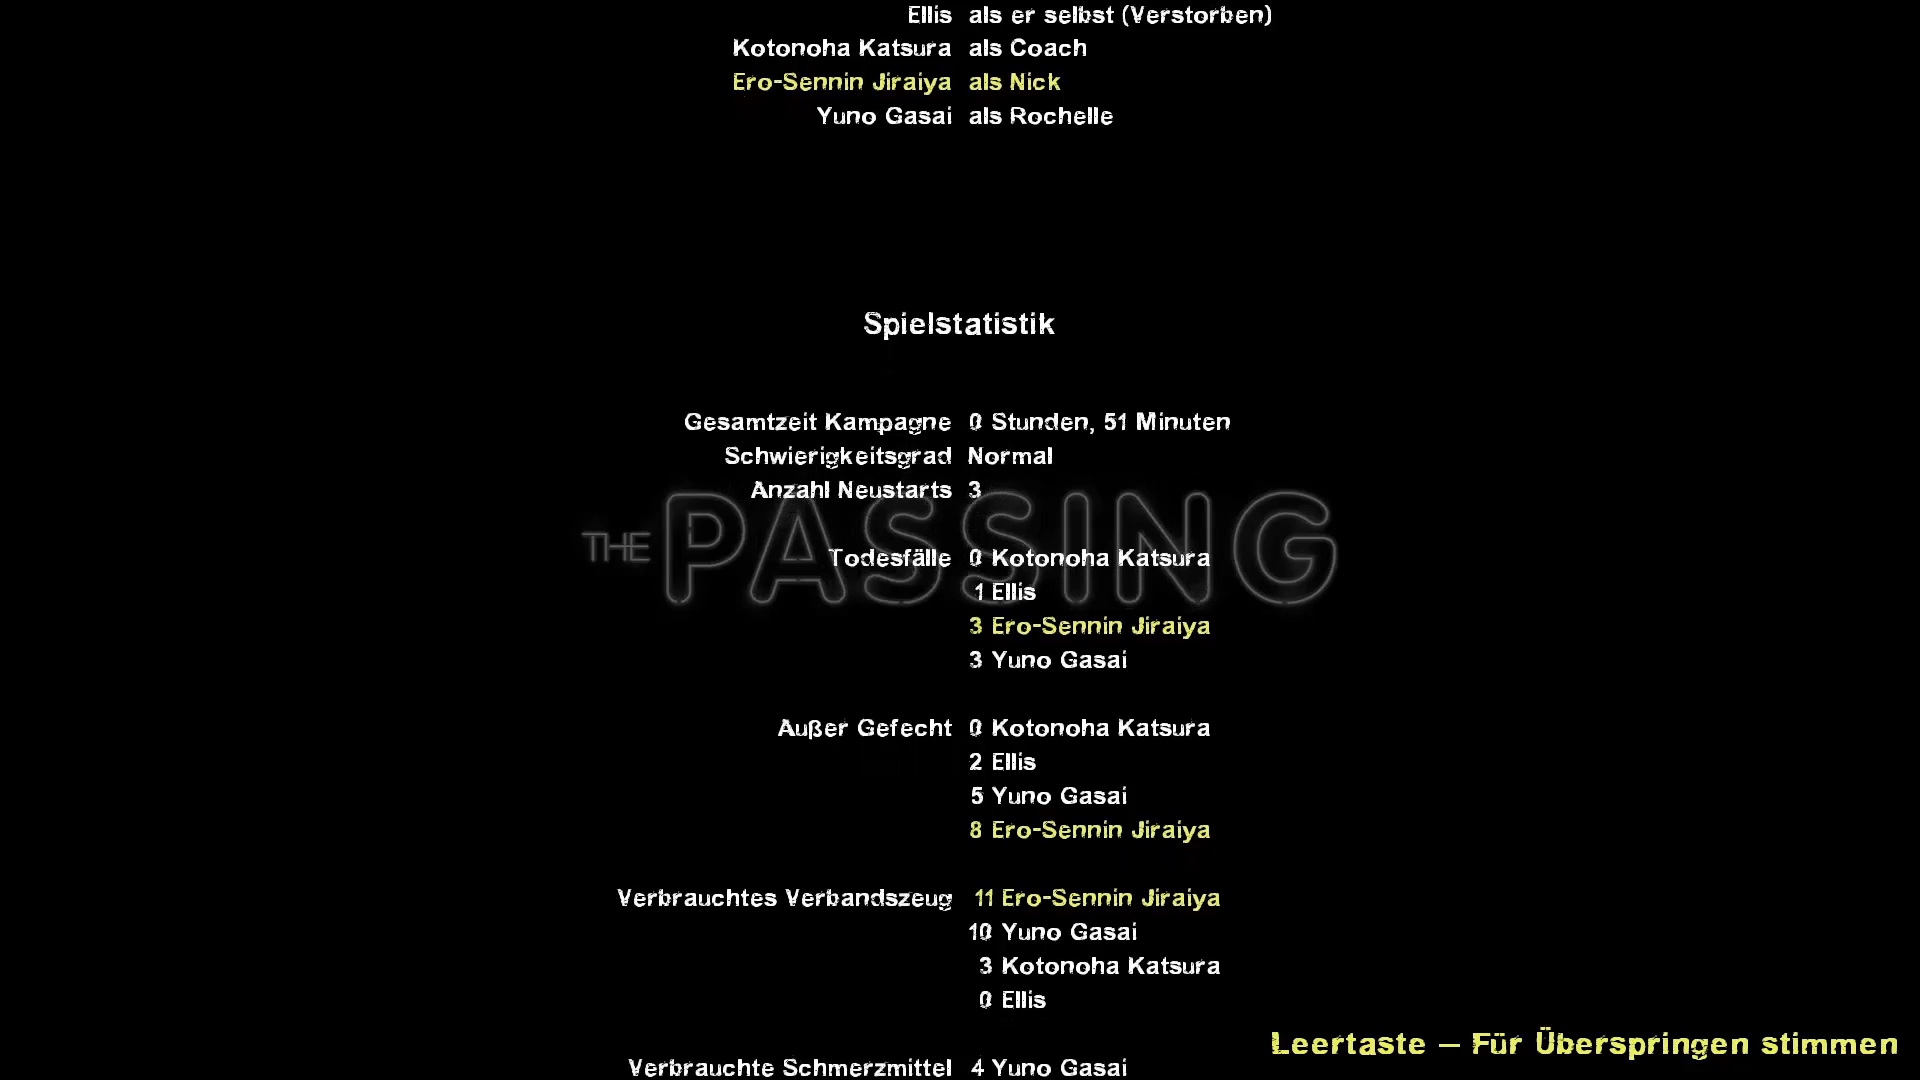 Ellis als er selbst (Verstorben)
Kotonoha Katsura als Coach
Ero-Sennin Jiraiya als Nick
Yuno Gasai als Rochelle
Spielstatistik
Gesamtzeit Kampagne 0 Stunden, 51 Minuten
Schwierigkeitsgrad Normal
Anzahl Neustarts 3
THE PASSING
Todesfälle 0 Kotonoha Katsura
1 Ellis
3 Ero-Sennin Jiraiya
3 Yuno Gasai
Außer Gefecht 0 Kotonoha Katsura
2 Ellis
5 Yuno Gasai
8 Ero-Sennin Jiraiya
Verbrauchtes Verbandszeug 11 Ero-Sennin Jiraiya
10 Yuno Gasai
3 Kotonoha Katsura
0 Ellis
Verbrauchte Schmerzmittel 4 Yuno Gasai
Leertaste – Für Überspringen stimmen